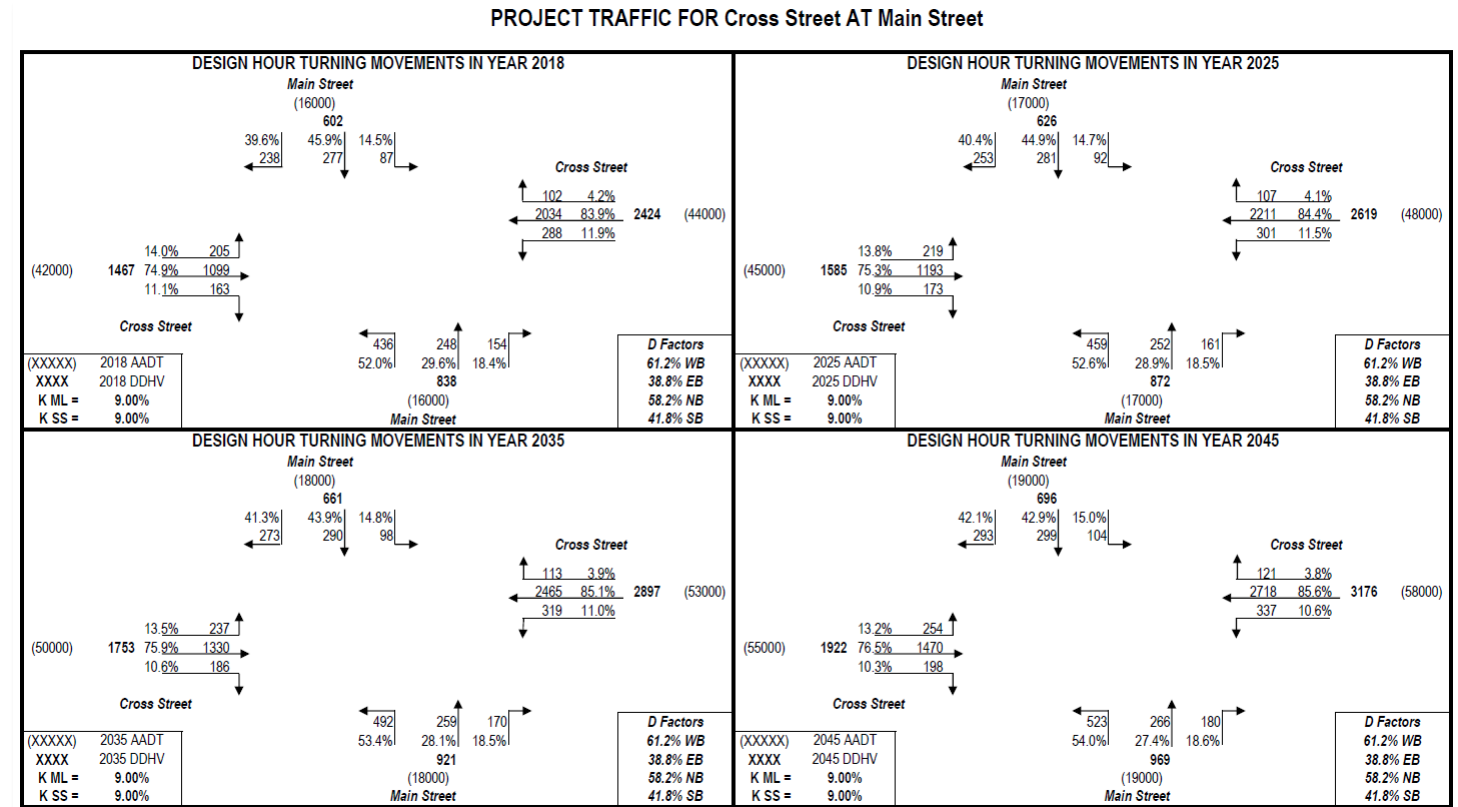 PROJECT TRAFFIC FOR Cross Street AT Main Street
DESIGN HOUR TURNING MOVEMENTS IN YEAR 2018
Main Street
(16000)
602
39.6% 45.9% 14.5%
238 277 87
Cross Street
102 4.2%
2034 83.9% 2424 (44000)
288 11.9%
14.0% 205
(42000) 1467 74.9% 1099
11.1% 163
Cross Street
436 248 154
52.0% 29.6% 18.4%
838
(16000)
Main Street
(XXXXX) 2018 AADT
XXXX 2018 DDHV
K ML = 9.00%
K SS = 9.00%
D Factors
61.2% WB
38.8% EB
58.2% NB
41.8% SB
DESIGN HOUR TURNING MOVEMENTS IN YEAR 2025
Main Street
(17000)
626
40.4% 44.9% 14.7%
253 281 92
Cross Street
107 4.1%
2211 84.4% 2619 (48000)
301 11.5%
13.8% 219
(45000) 1585 75.3% 1193
10.9% 173
Cross Street
459 252 161
52.6% 28.9% 18.5%
872
(17000)
Main Street
(XXXXX) 2025 AADT
XXXX 2025 DDHV
K ML = 9.00%
K SS = 9.00%
D Factors
61.2% WB
38.8% EB
58.2% NB
41.8% SB
DESIGN HOUR TURNING MOVEMENTS IN YEAR 2035
Main Street
(18000)
661
41.3% 43.9% 14.8%
273 290 98
Cross Street
113 3.9%
2465 85.1% 2897 (53000)
319 11.0%
13.5% 237
(50000) 1753 75.9% 1330
10.6% 186
Cross Street
492 259 170
53.4% 28.1% 18.5%
921
(18000)
Main Street
(XXXXX) 2035 AADT
XXXX 2035 DDHV
K ML = 9.00%
K SS = 9.00%
D Factors
61.2% WB
38.8% EB
58.2% NB
41.8% SB
DESIGN HOUR TURNING MOVEMENTS IN YEAR 2045
Main Street
(19000)
696
42.1% 42.9% 15.0%
293 299 104
Cross Street
121 3.8%
2718 85.6% 3176 (58000)
337 10.6%
13.2% 254
(55000) 1922 76.5% 1470
10.3% 198
Cross Street
523 266 180
54.0% 27.4% 18.6%
969
(19000)
Main Street
(XXXXX) 2045 AADT
XXXX 2045 DDHV
K ML = 9.00%
K SS = 9.00%
D Factors
61.2% WB
38.8% EB
58.2% NB
41.8% SB